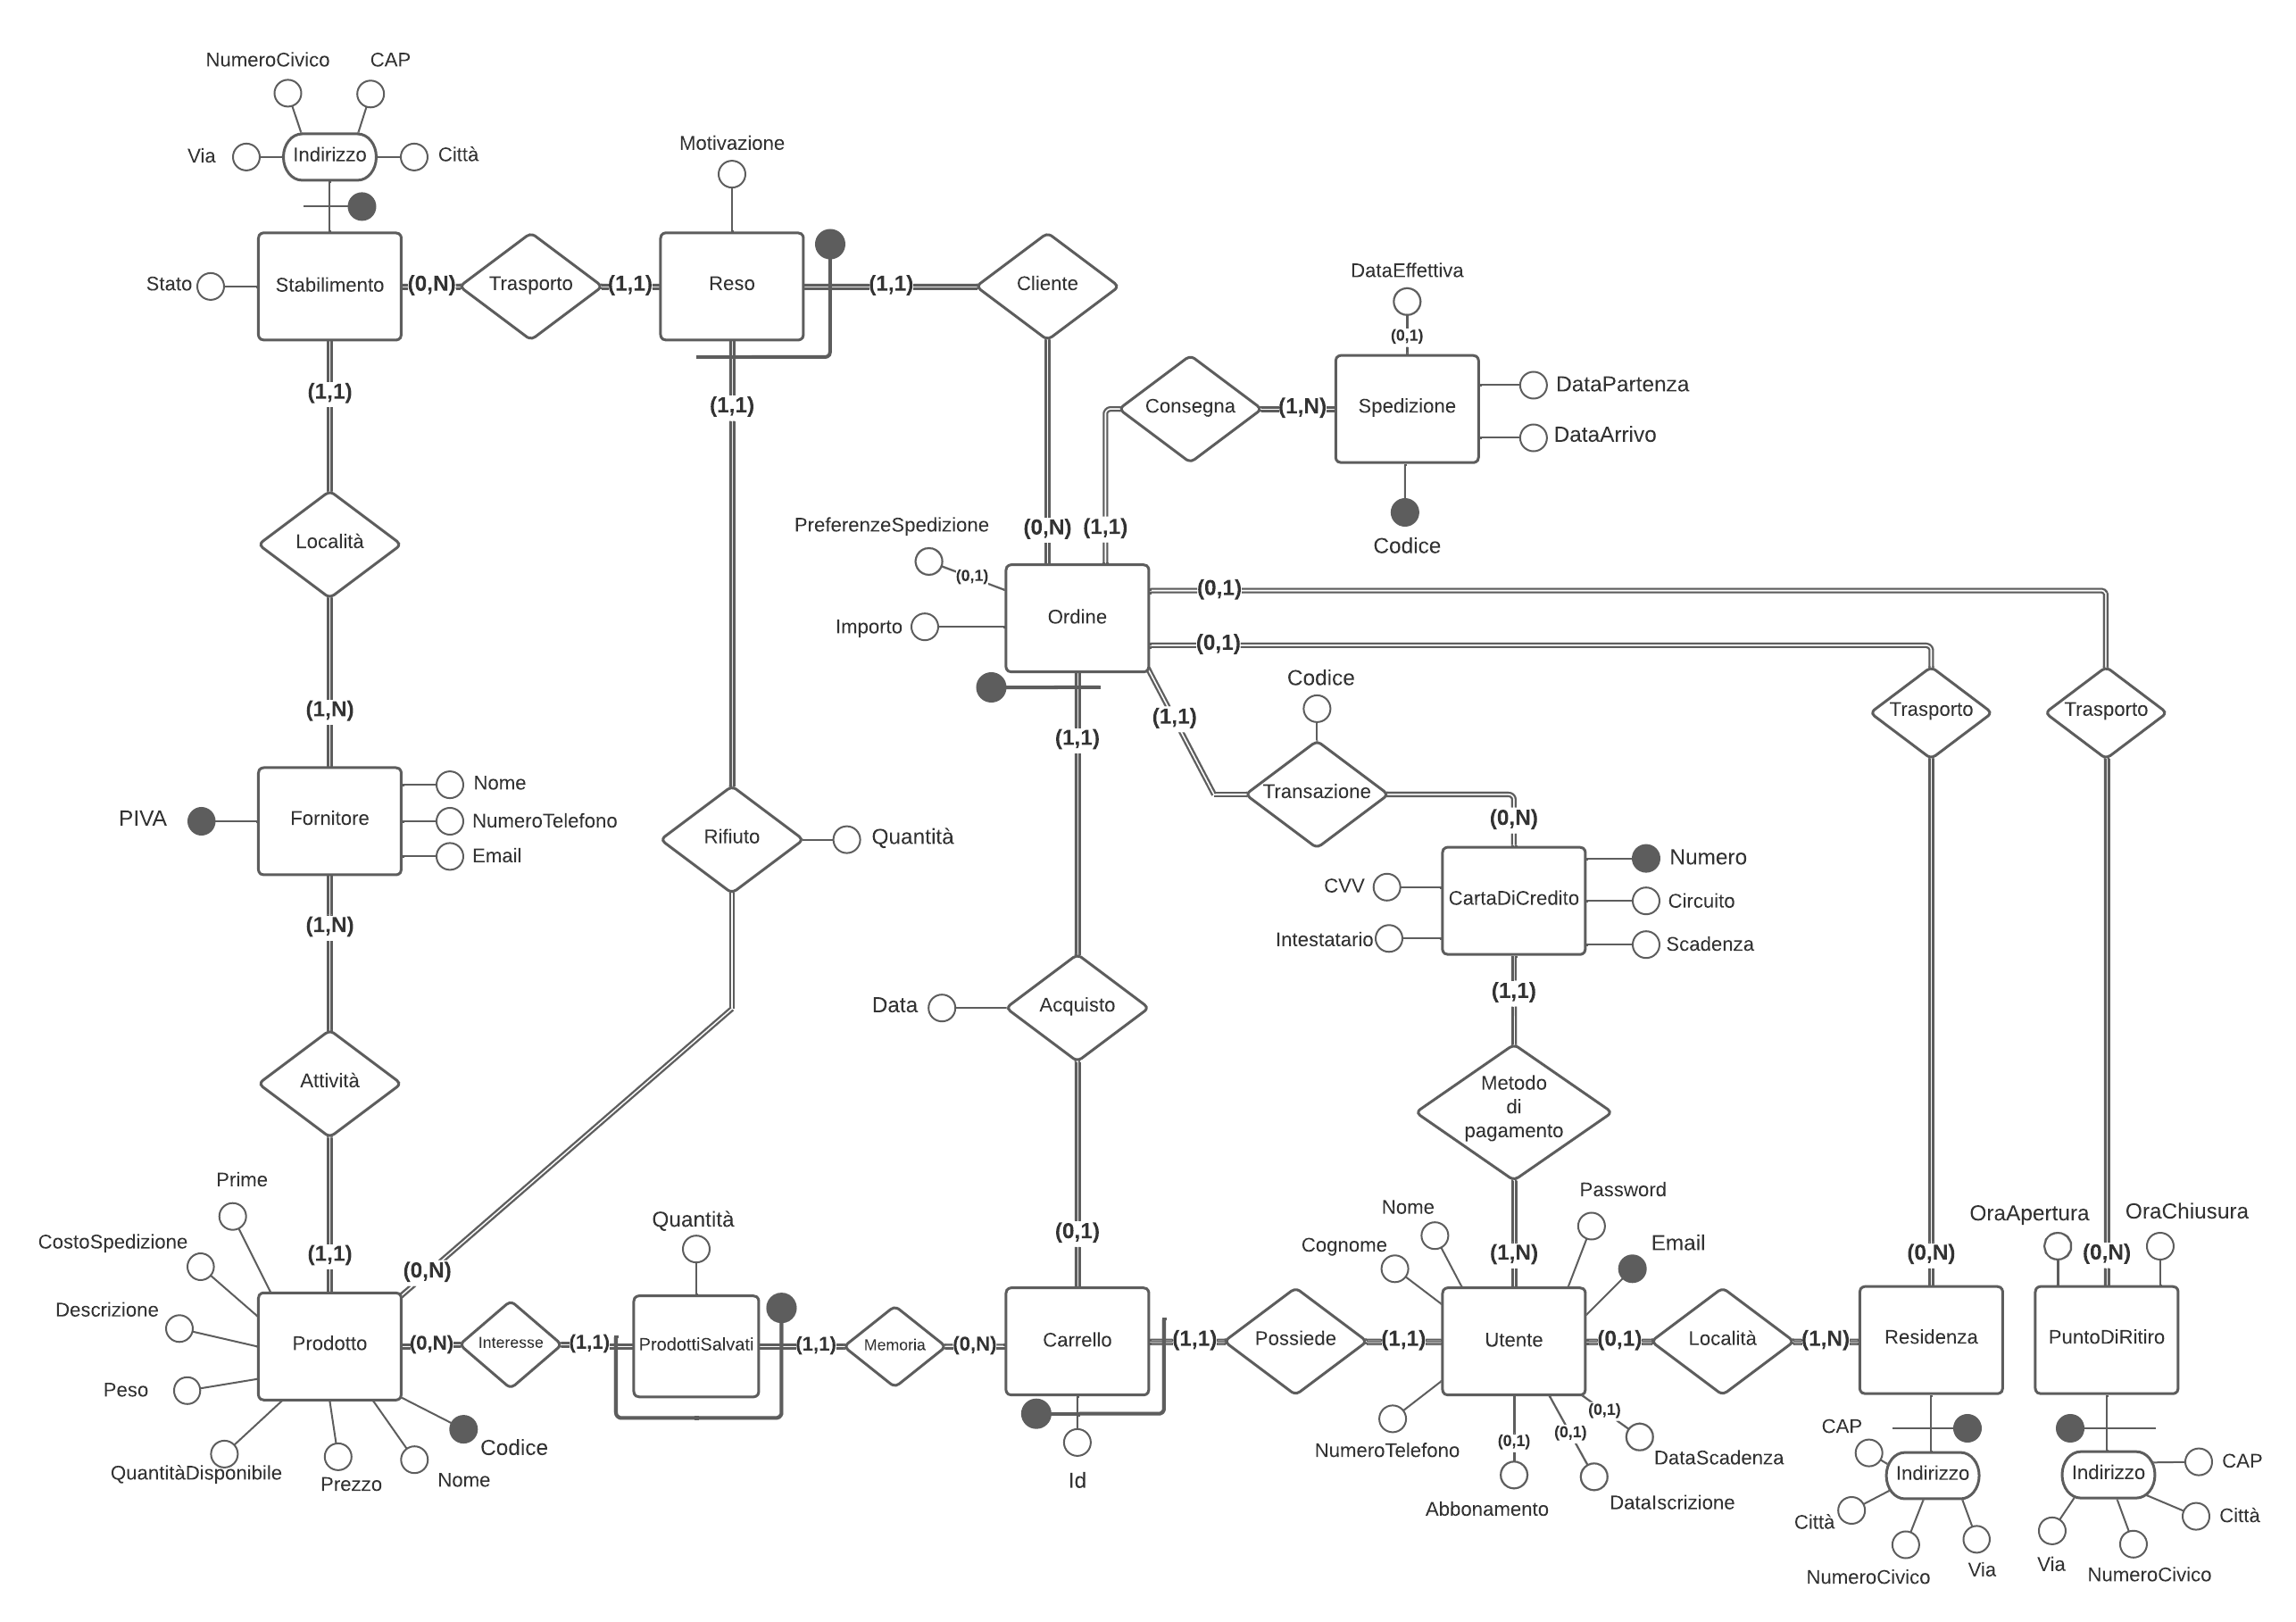 NumeroCivico
CAP
Via
Indirizzo
Città
Motivazione
Stato
Stabilimento
(0,N)
Trasporto
(1,1)
Reso
(1,1)
Cliente
DataEffettiva
(0,1)
(1,1)
(1,1)
Consegna
(1,N)
Spedizione
DataPartenza
DataArrivo
Codice
Località
PreferenzeSpedizione
(0,1)
(0,N)
(1,1)
Importo
Ordine
(0,1)
(0,1)
(1,N)
(1,1)
(1,1)
Codice
Trasporto
Trasporto
PIVA
Fornitore
Nome
NumeroTelefono
Email
Rifiuto
Quantità
Transazione
(0,N)
CVV
Intestatario
CartaDiCredito
Numero
Circuito
Scadenza
(1,N)
(1,1)
Attività
Data
Acquisto
Metodo
di
pagamento
Prime
CostoSpedizione
Descrizione
Peso
QuantitàDisponibile
Prezzo
Nome
Codice
(1,1)
(0,N)
Prodotto
(0,N)
Interesse
(1,1)
Quantità
ProdottiSalvati
(1,1)
Memoria
(0,N)
(0,1)
Carrello
Id
(1,1)
Possiede
(1,1)
Nome
Cognome
(1,N)
Password
Email
Utente
NumeroTelefono
(0,1)
Abbonamento
(0,1)
DataIscrizione
(0,1)
DataScadenza
(0,1)
Località
(1,N)
(0,N)
Residenza
CAP
Indirizzo
Città
NumeroCivico
Via
OraApertura
(0,N)
OraChiusura
PuntoDiRitiro
Indirizzo
CAP
Città
Via
NumeroCivico